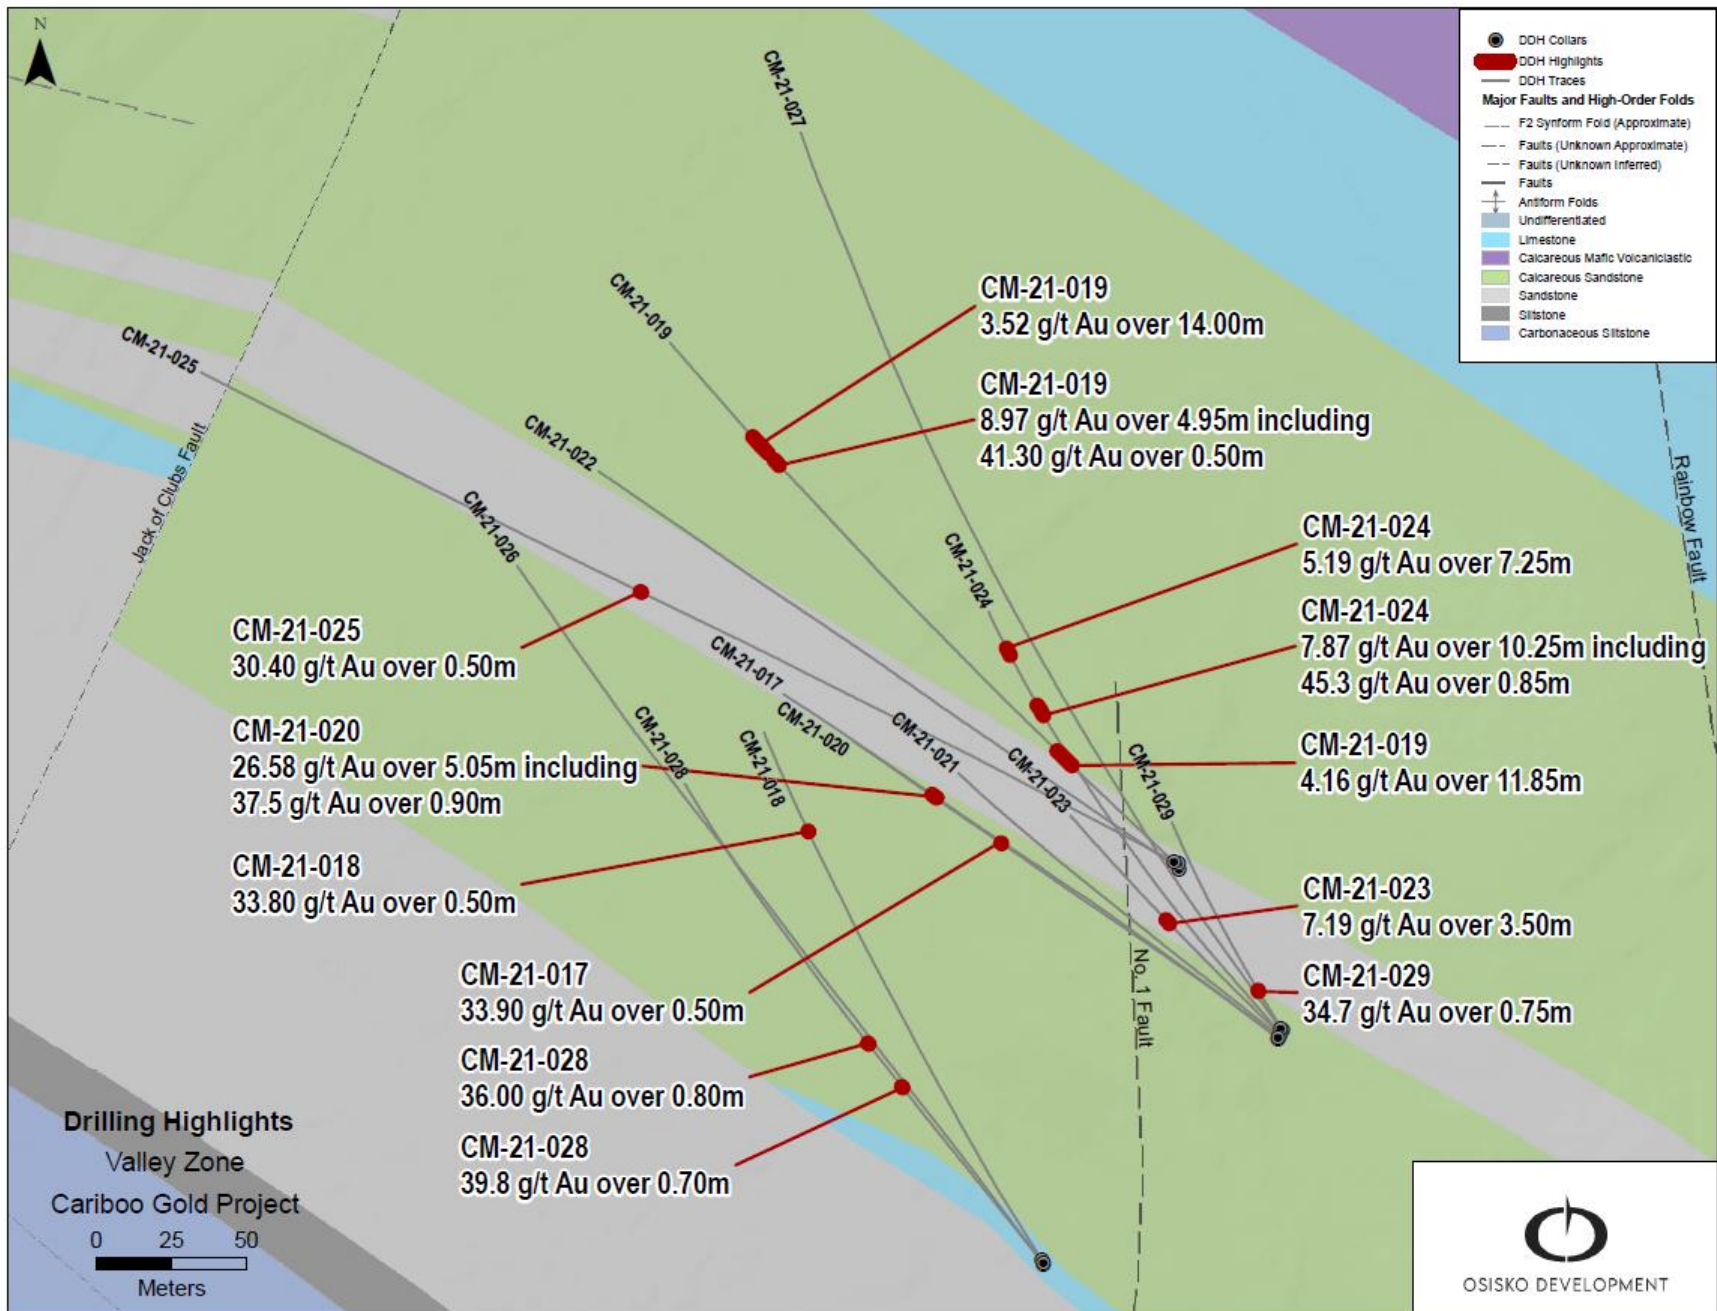 N
CM-21-027
CM-21-019
CM-21-025
CM-21-022
CM-21-026
CM-21-024
CM-21-017
CM-21-020
CM-21-021
CM-21-023
CM-21-028
CM-21-018
CM-21-029
Jack of Clubs Fault
No. 1 Fault
Rainbow Fault
CM-21-019
3.52 g/t Au over 14.00m
CM-21-019
8.97 g/t Au over 4.95m including
41.30 g/t Au over 0.50m
CM-21-024
5.19 g/t Au over 7.25m
CM-21-024
7.87 g/t Au over 10.25m including
45.3 g/t Au over 0.85m
CM-21-019
4.16 g/t Au over 11.85m
CM-21-023
7.19 g/t Au over 3.50m
CM-21-029
34.7 g/t Au over 0.75m
CM-21-025
30.40 g/t Au over 0.50m
CM-21-020
26.58 g/t Au over 5.05m including
37.5 g/t Au over 0.90m
CM-21-018
33.80 g/t Au over 0.50m
CM-21-017
33.90 g/t Au over 0.50m
CM-21-028
36.00 g/t Au over 0.80m
CM-21-028
39.8 g/t Au over 0.70m
DDH Collars
DDH Highlights
DDH Traces
Major Faults and High-Order Folds
F2 Synform Fold (Approximate)
Faults (Unknown Approximate)
Faults (Unknown Inferred)
Faults
Antiform Folds
Undifferentiated
Limestone
Calcareous Mafic Volcaniclastic
Calcareous Sandstone
Sandstone
Siltstone
Carbonaceous Siltstone
Drilling Highlights
Valley Zone
Cariboo Gold Project
0 25 50
Meters
OSISKO DEVELOPMENT